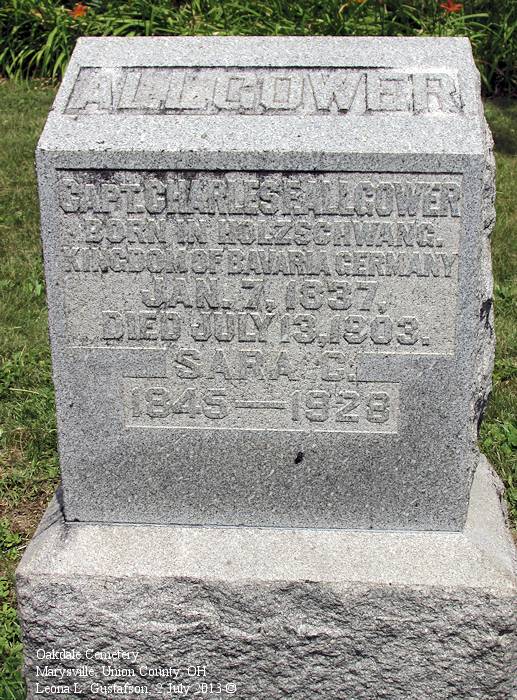 ALLGOWER
CAPT. CHARLES F. ALLGOWER
BORN IN HOLZSCHWANG.
KINGDOM OF BAVARIA GERMANY
JAN. 7, 1837,
DIED JULY 13, 1903.
SARA C.
1845—1928
Oakdale Cemetery
Marysville, Union County, OH
Leona L. Gustafson, 2 July, 2013 ©